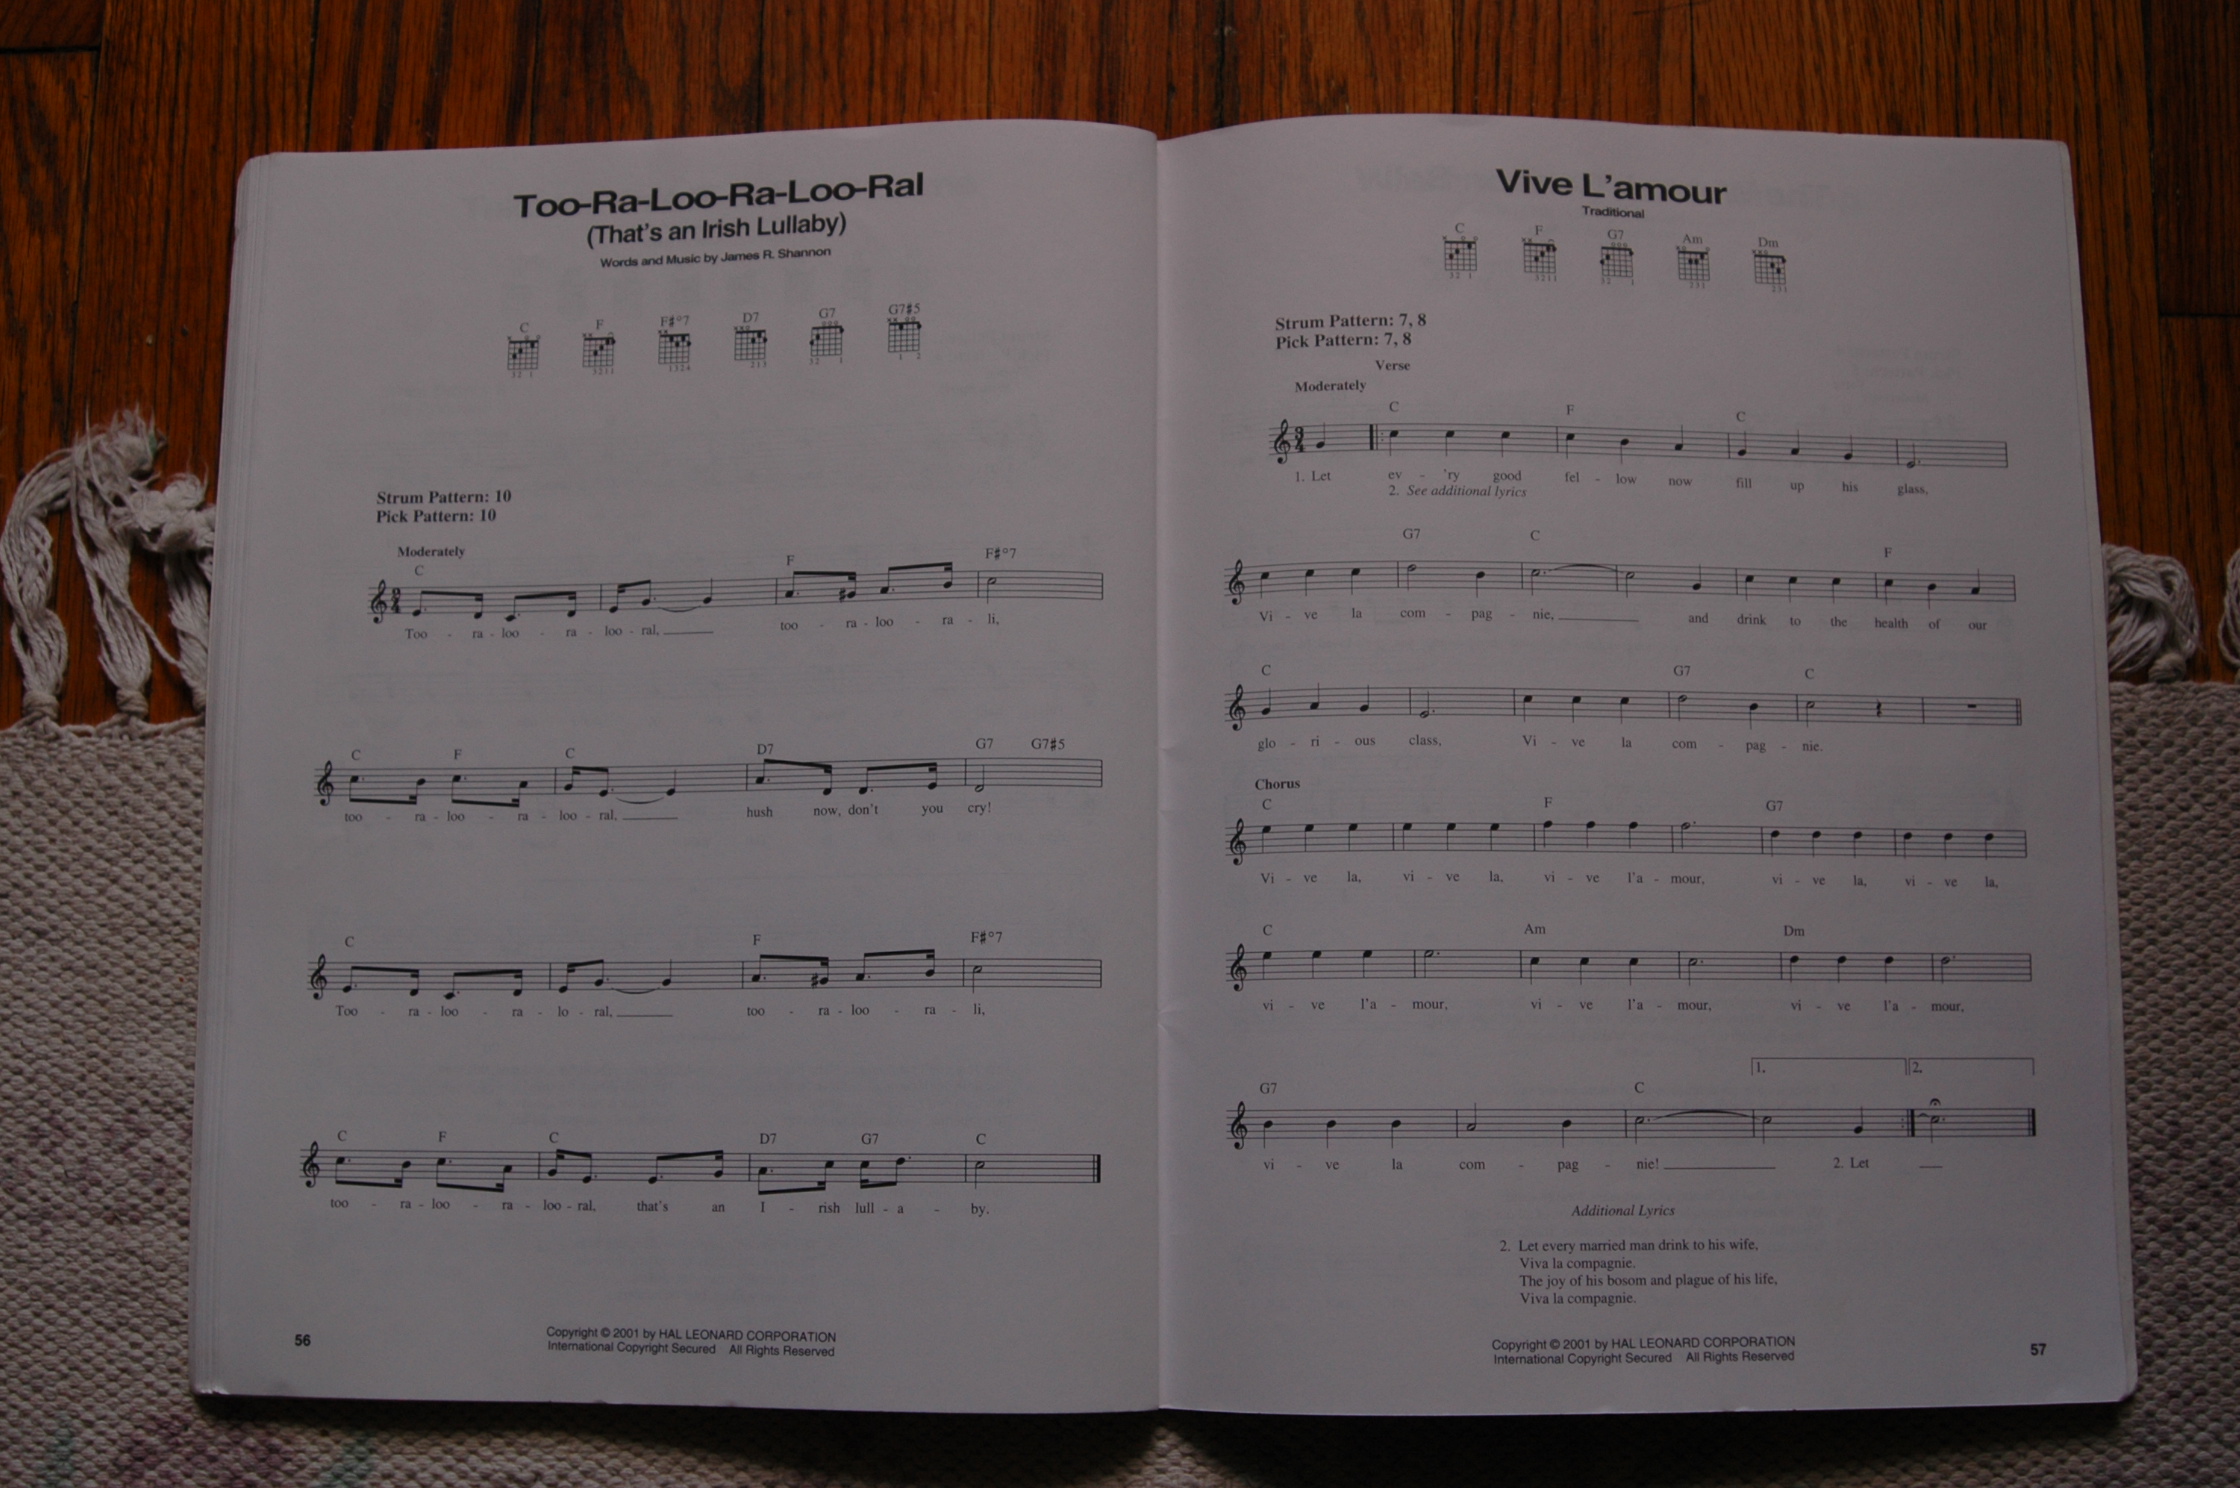 Too-Ra-Loo-Ra-Loo-Ral
(That's an Irish Lullaby)
Words and Music by James R. Shannon
C F F♯°7 D7 G7 G7♯5
Strum Pattern: 10
Pick Pattern: 10
Moderately
C F F♯°7
Too - ra - loo - ra - loo - ral, too - ra - loo - ra - li,
C F C D7 G7 G7♯5
too - ra - loo - ra - loo - ral, hush now, don't you cry!
C F F♯°7
Too - ra - loo - ra - lo - ral, too - ra - loo - ra - li,
C F C D7 G7 C
too - ra - loo - ra - loo - ral, that's an I - rish lull - a - by.
56
Copyright © 2001 by HAL LEONARD CORPORATION
International Copyright Secured All Rights Reserved
Vive L'amour
Traditional
C F G7 Am Dm
Strum Pattern: 7, 8
Pick Pattern: 7, 8
Verse
Moderately
C F C
1. Let ev - 'ry good fel - low now fill up his glass,
2. See additional lyrics
G7 C F
Vi - ve la com - pag - nie, and drink to the health of our
C G7 C
glo - ri - ous class, Vi - ve la com - pag - nie.
Chorus
C F G7
Vi - ve la, vi - ve la, vi - ve l'a - mour, vi - ve la, vi - ve la,
C Am Dm
vi - ve l'a - mour, vi - ve l'a - mour, vi - ve l'a - mour,
1. 2.
G7 C
vi - ve la com - pag - nie! 2. Let
Additional Lyrics
2. Let every married man drink to his wife,
Viva la compagnie.
The joy of his bosom and plague of his life,
Viva la compagnie.
Copyright © 2001 by HAL LEONARD CORPORATION
International Copyright Secured All Rights Reserved
57